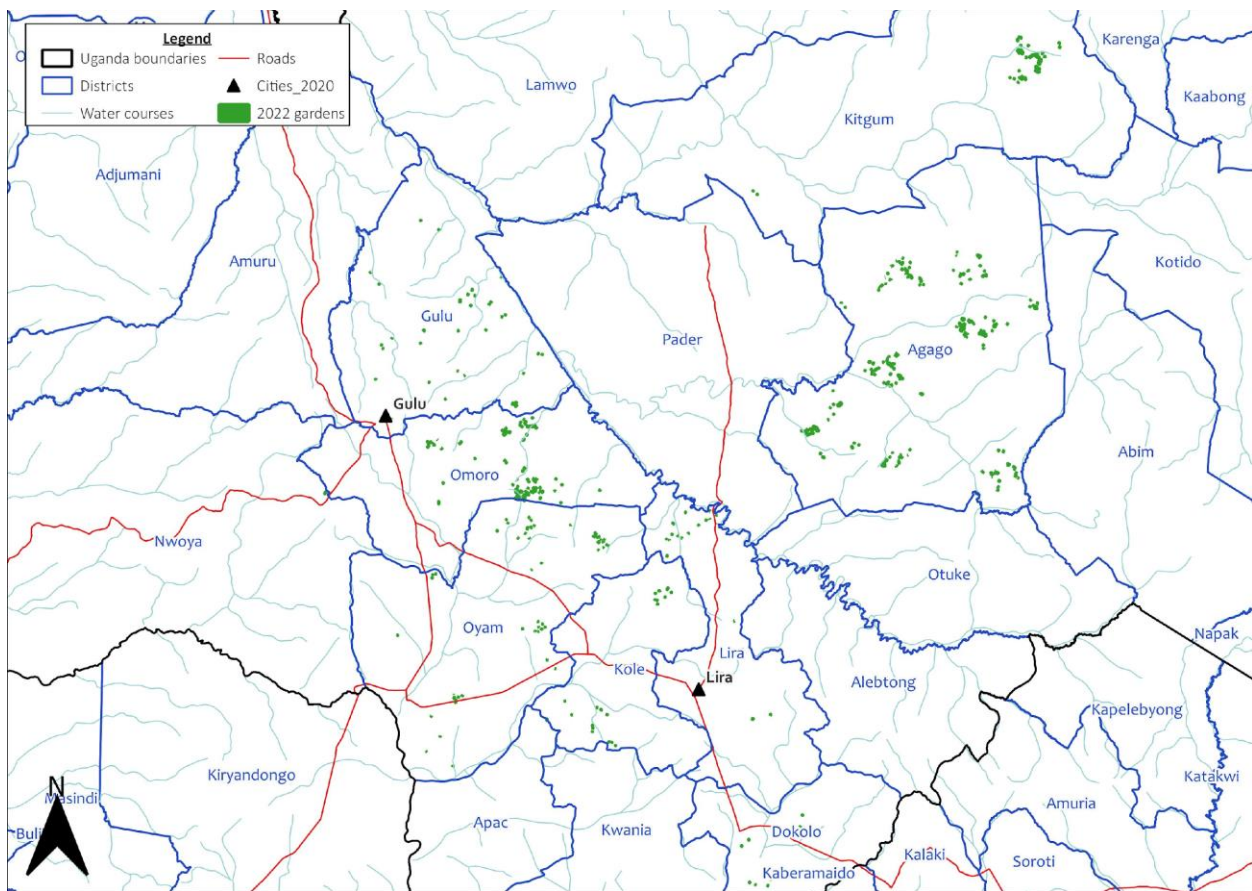 Legend
Uganda boundaries
Roads
Districts
Cities_2020
Water courses
2022 gardens
Karenga
Lamwo
Kaabong
Kitgum
Adjumani
Amuru
Kotido
Gulu
Pader
Agago
Gulu
Omoro
Abim
Nwoya
Otuke
Oyam
Napak
Lira
Kole
Lira
Alebtong
Kapelebyong
Kiryandongo
Katakwi
N
Masindi
Amuria
Apac
Kwania
Dokolo
Buli
Kalaki
Soroti
Kaberamaido